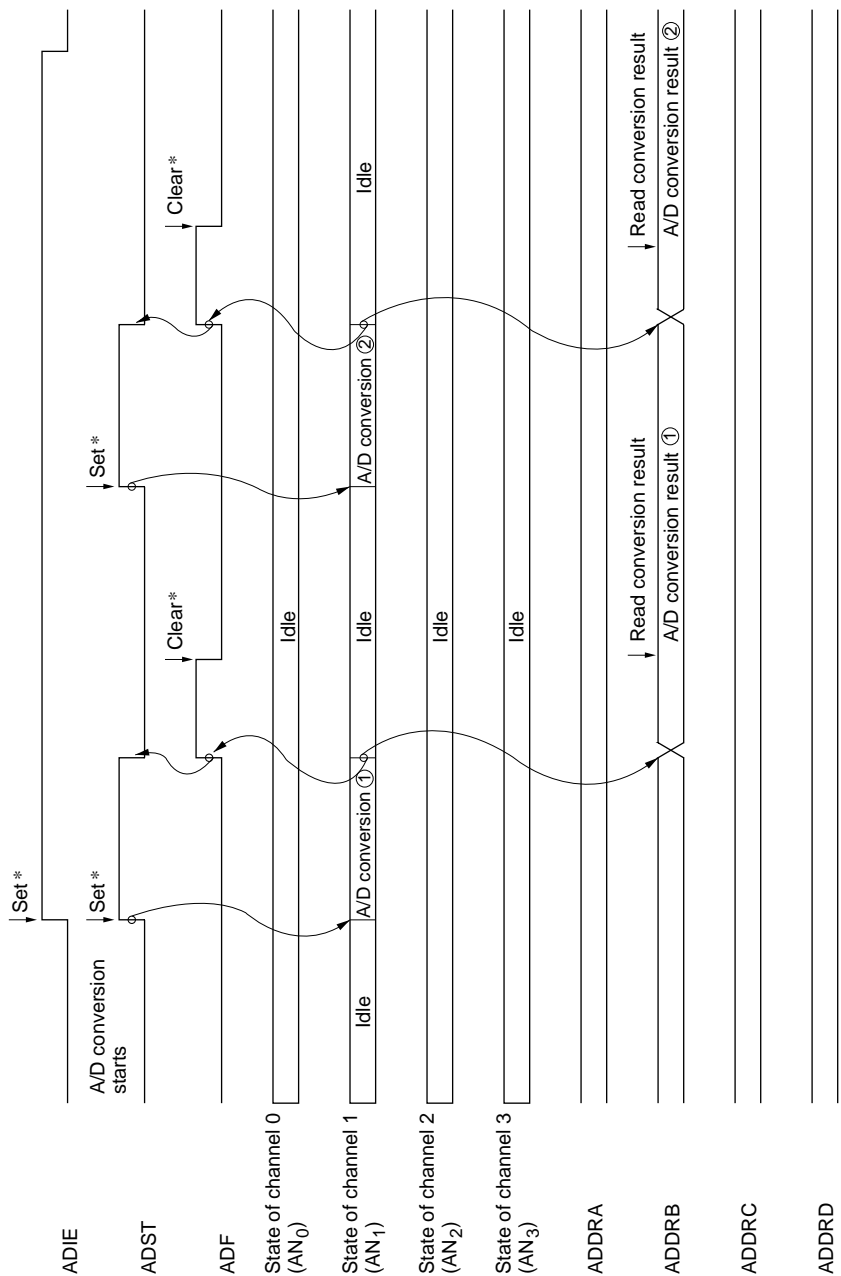 ADIE
Set *
ADST
A/D conversion
starts
Set *
Set *
ADF
Clear *
Clear *
State of channel 0
(AN0)
Idle
State of channel 1
(AN1)
Idle
A/D conversion ①
Idle
A/D conversion ②
Idle
State of channel 2
(AN2)
Idle
State of channel 3
(AN3)
Idle
ADDRA
ADDRB
Read conversion result
A/D conversion result ①
Read conversion result
A/D conversion result ②
ADDRC
ADDRD